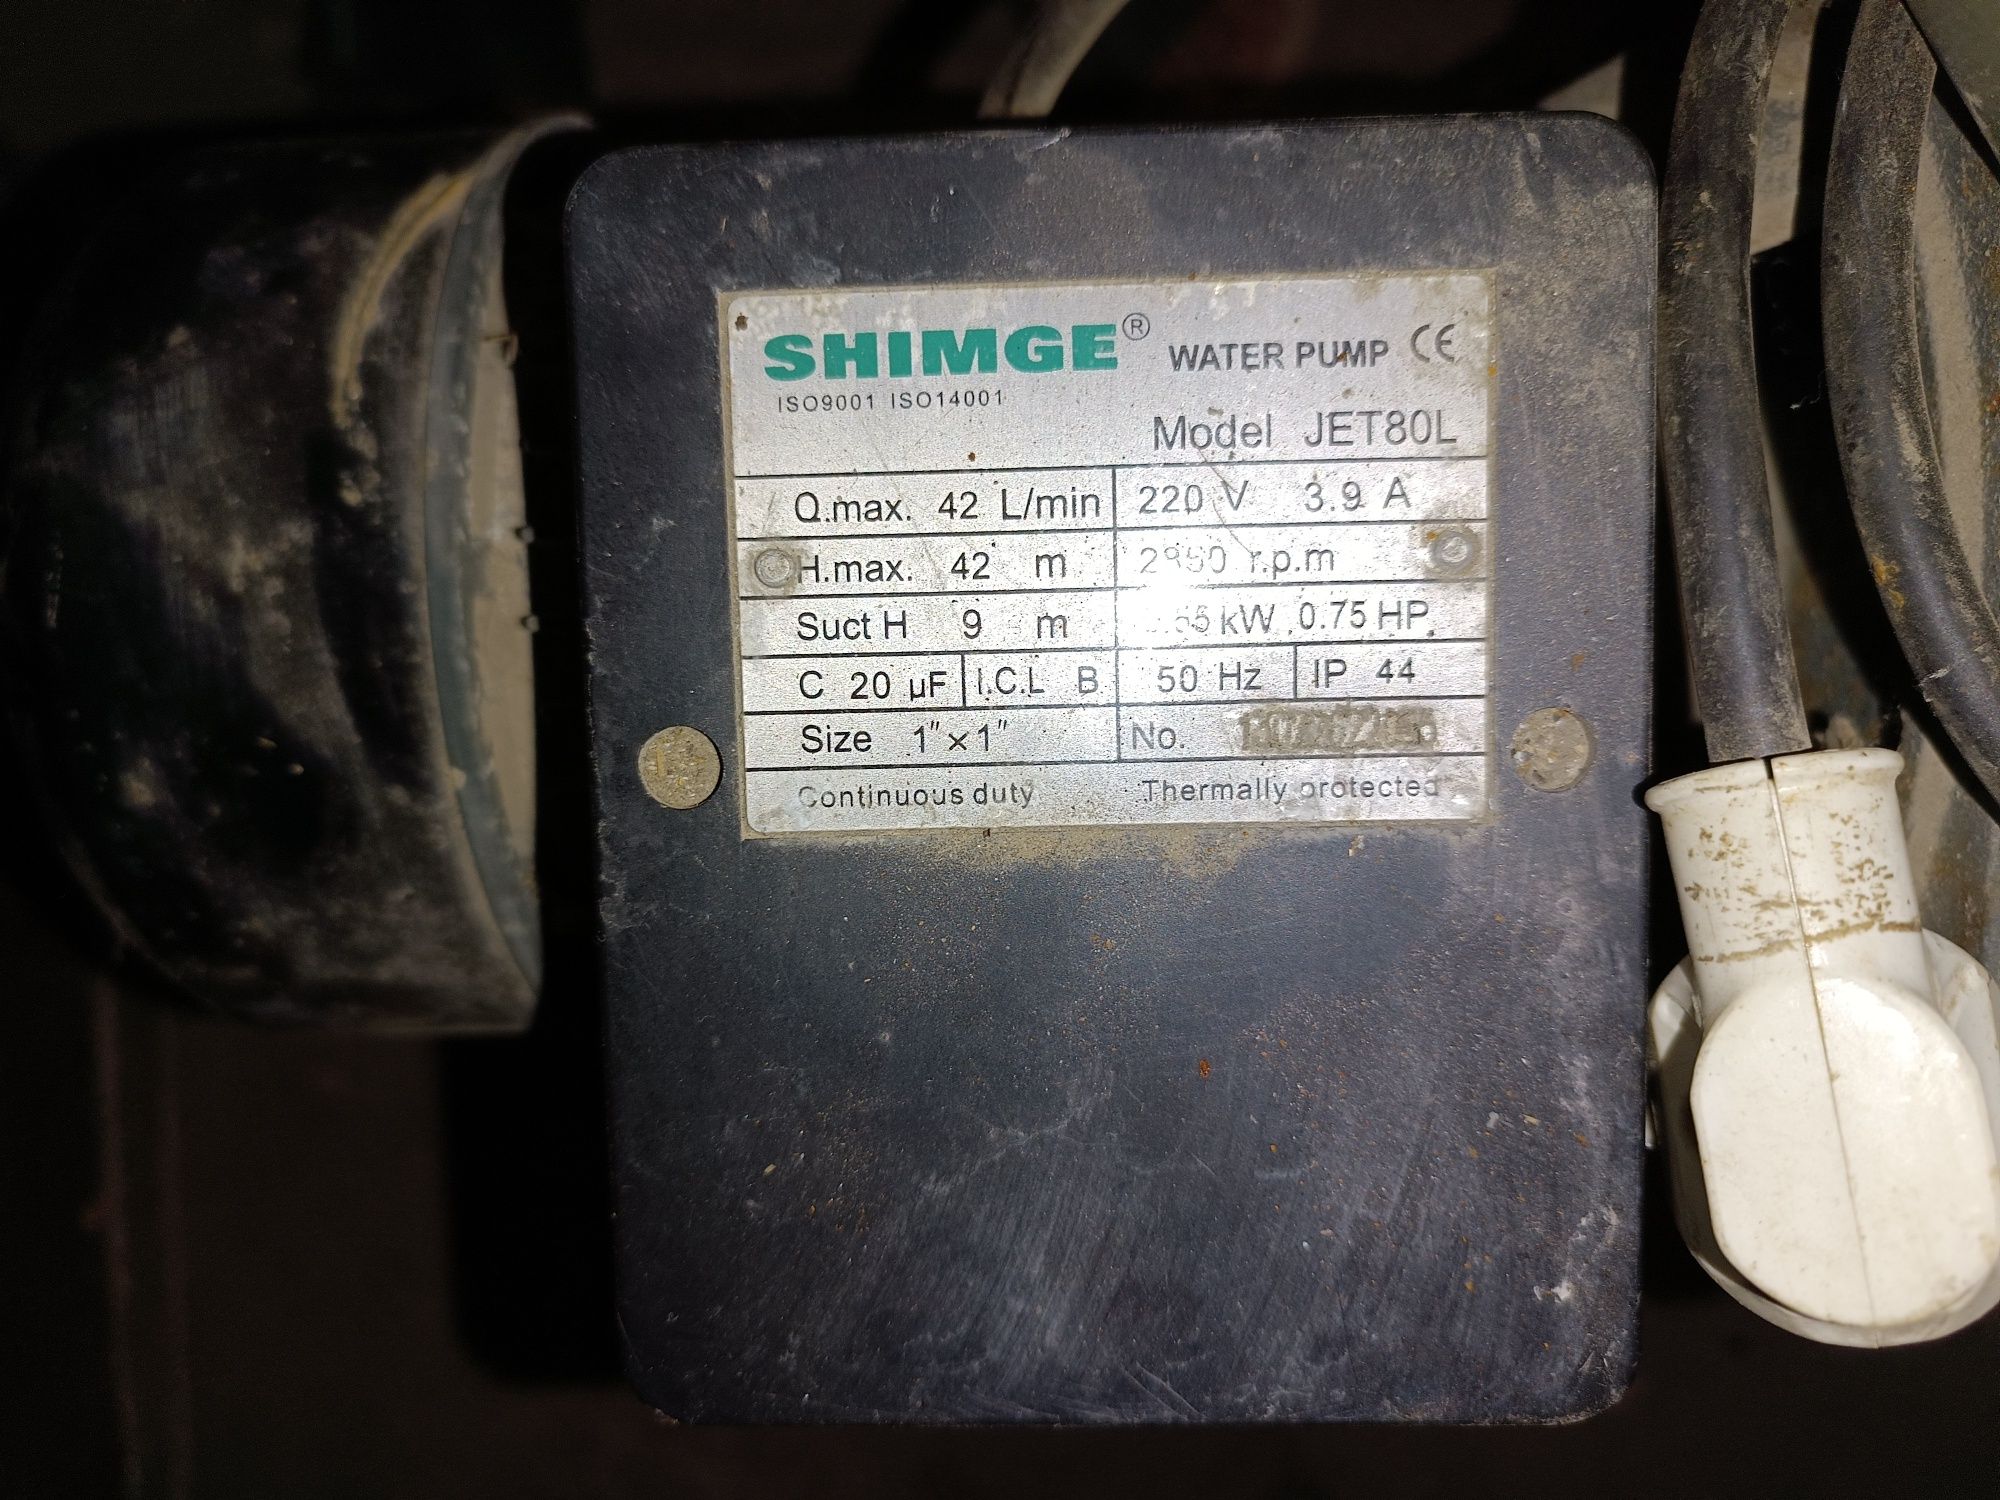 SHIMGE® WATER PUMP CE
ISO9001 ISO14001
Model JET80L
Q.max. 42 L/min 220 V 3.9 A
H.max. 42 m r.p.m
Suct H 9 m kW 0.75 HP
C 20 µF I.C.L B 50 Hz IP 44
Size 1"×1" No.
Continuous duty Thermally protected